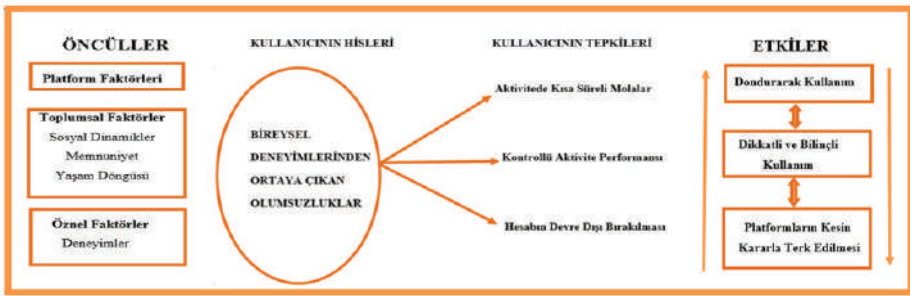 ÖNCÜLLER
Platform Faktörleri
Toplumsal Faktörler
Sosyal Dinamikler
Memnuniyet
Yaşam Döngüsü
Öznel Faktörler
Deneyimler
KULLANICININ HİSLERİ
BİREYSEL
DENEYİMLERİNDEN
ORTAYA ÇIKAN
OLUMSUZLUKLAR
KULLANICININ TEPKİLERİ
Aktivitede Kısa Süreli Molalar
Kontrollü Aktivite Performansı
Hesabın Devre Dışı Bırakılması
ETKİLER
Dondurarak Kullanım
Dikkatli ve Bilinçli
Kullanım
Platformların Kesin
Kararla Terk Edilmesi